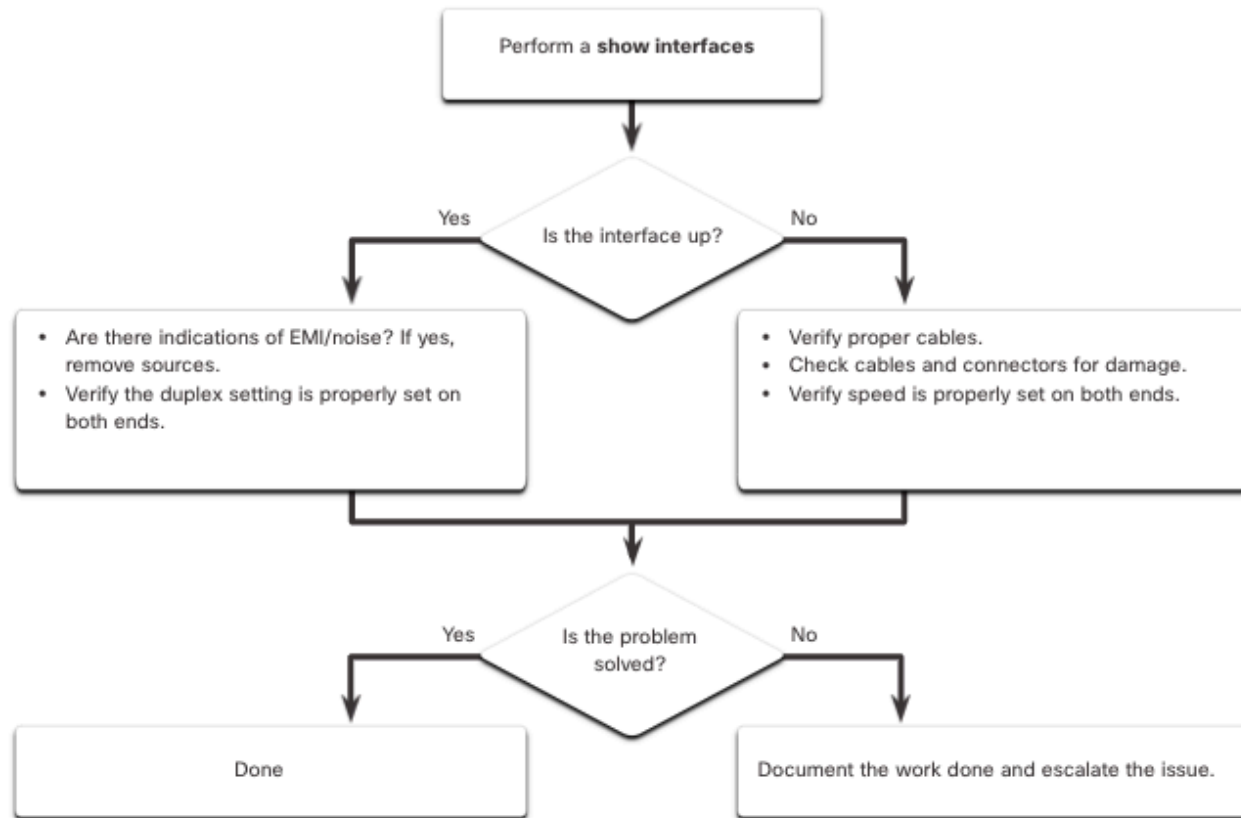 Perform a show interfaces
Yes
Is the interface up?
No
• Are there indications of EMI/noise? If yes,
remove sources.
• Verify the duplex setting is properly set on
both ends.
• Verify proper cables.
• Check cables and connectors for damage.
• Verify speed is properly set on both ends.
Yes
Is the problem
solved?
No
Done
Document the work done and escalate the issue.